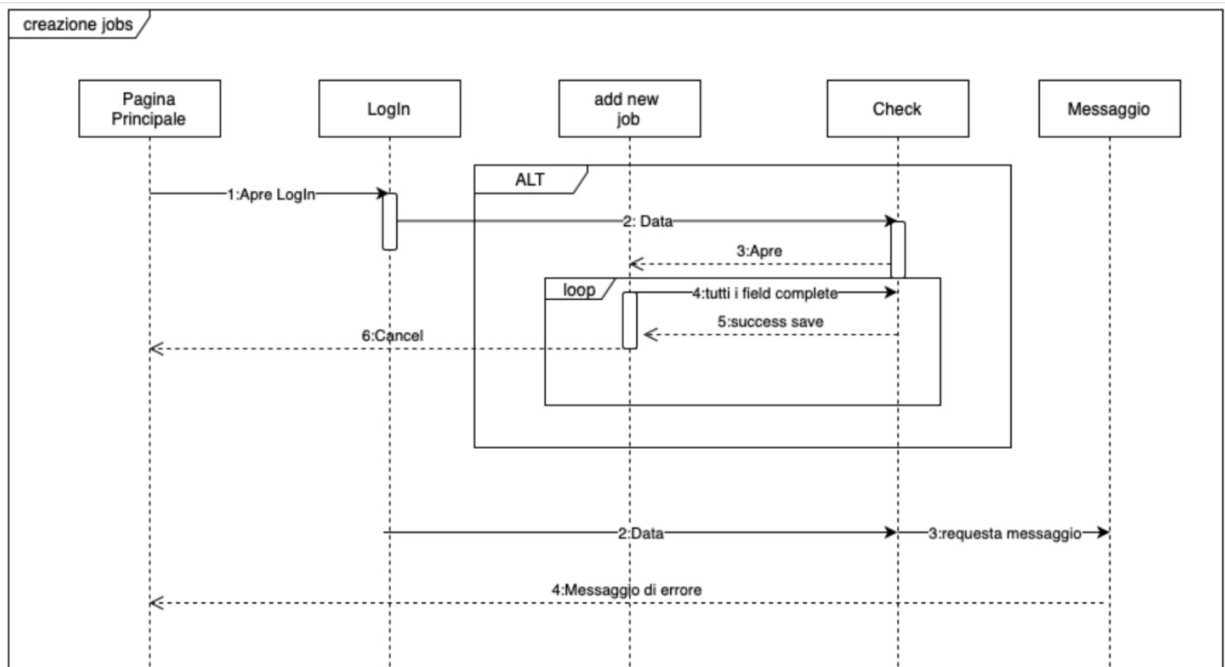 creazione jobs
Pagina
Principale
LogIn
add new
job
Check
Messaggio
ALT
1:Apre LogIn
2: Data
3:Apre
loop
4:tutti i field complete
5:success save
6:Cancel
2:Data
3:requesta messaggio
4:Messaggio di errore